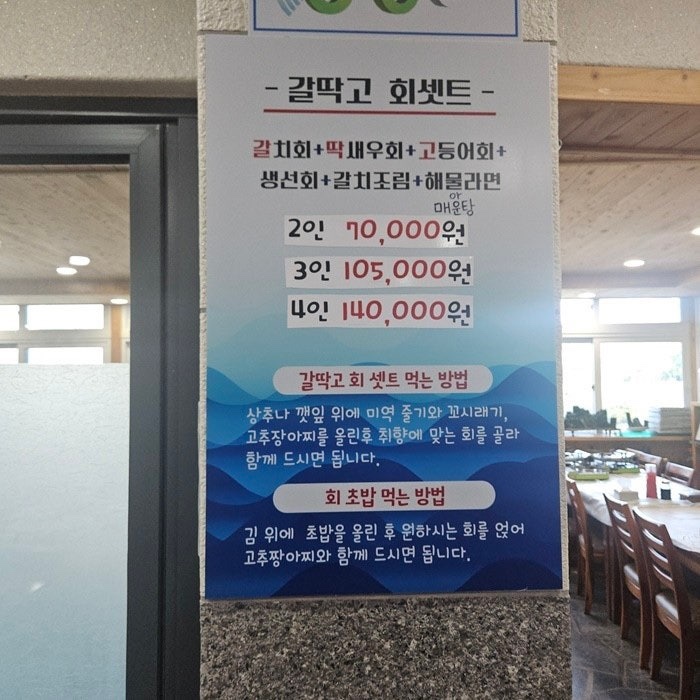 - 갈딱고 회셋트 -
갈치회+딱새우회+고등어회+
생선회+갈치조림+해물라면
or
매운탕
2인 70,000원
3인 105,000원
4인 140,000원
갈딱고 회 셋트 먹는 방법
상추나 깻잎 위에 미역 줄기와 꼬시래기,
고추장아찌를 올린후 취향에 맞는 회를 골라
함께 드시면 됩니다.
회 초밥 먹는 방법
김 위에 초밥을 올린 후 원하시는 회를 얹어
고추짱아찌와 함께 드시면 됩니다.